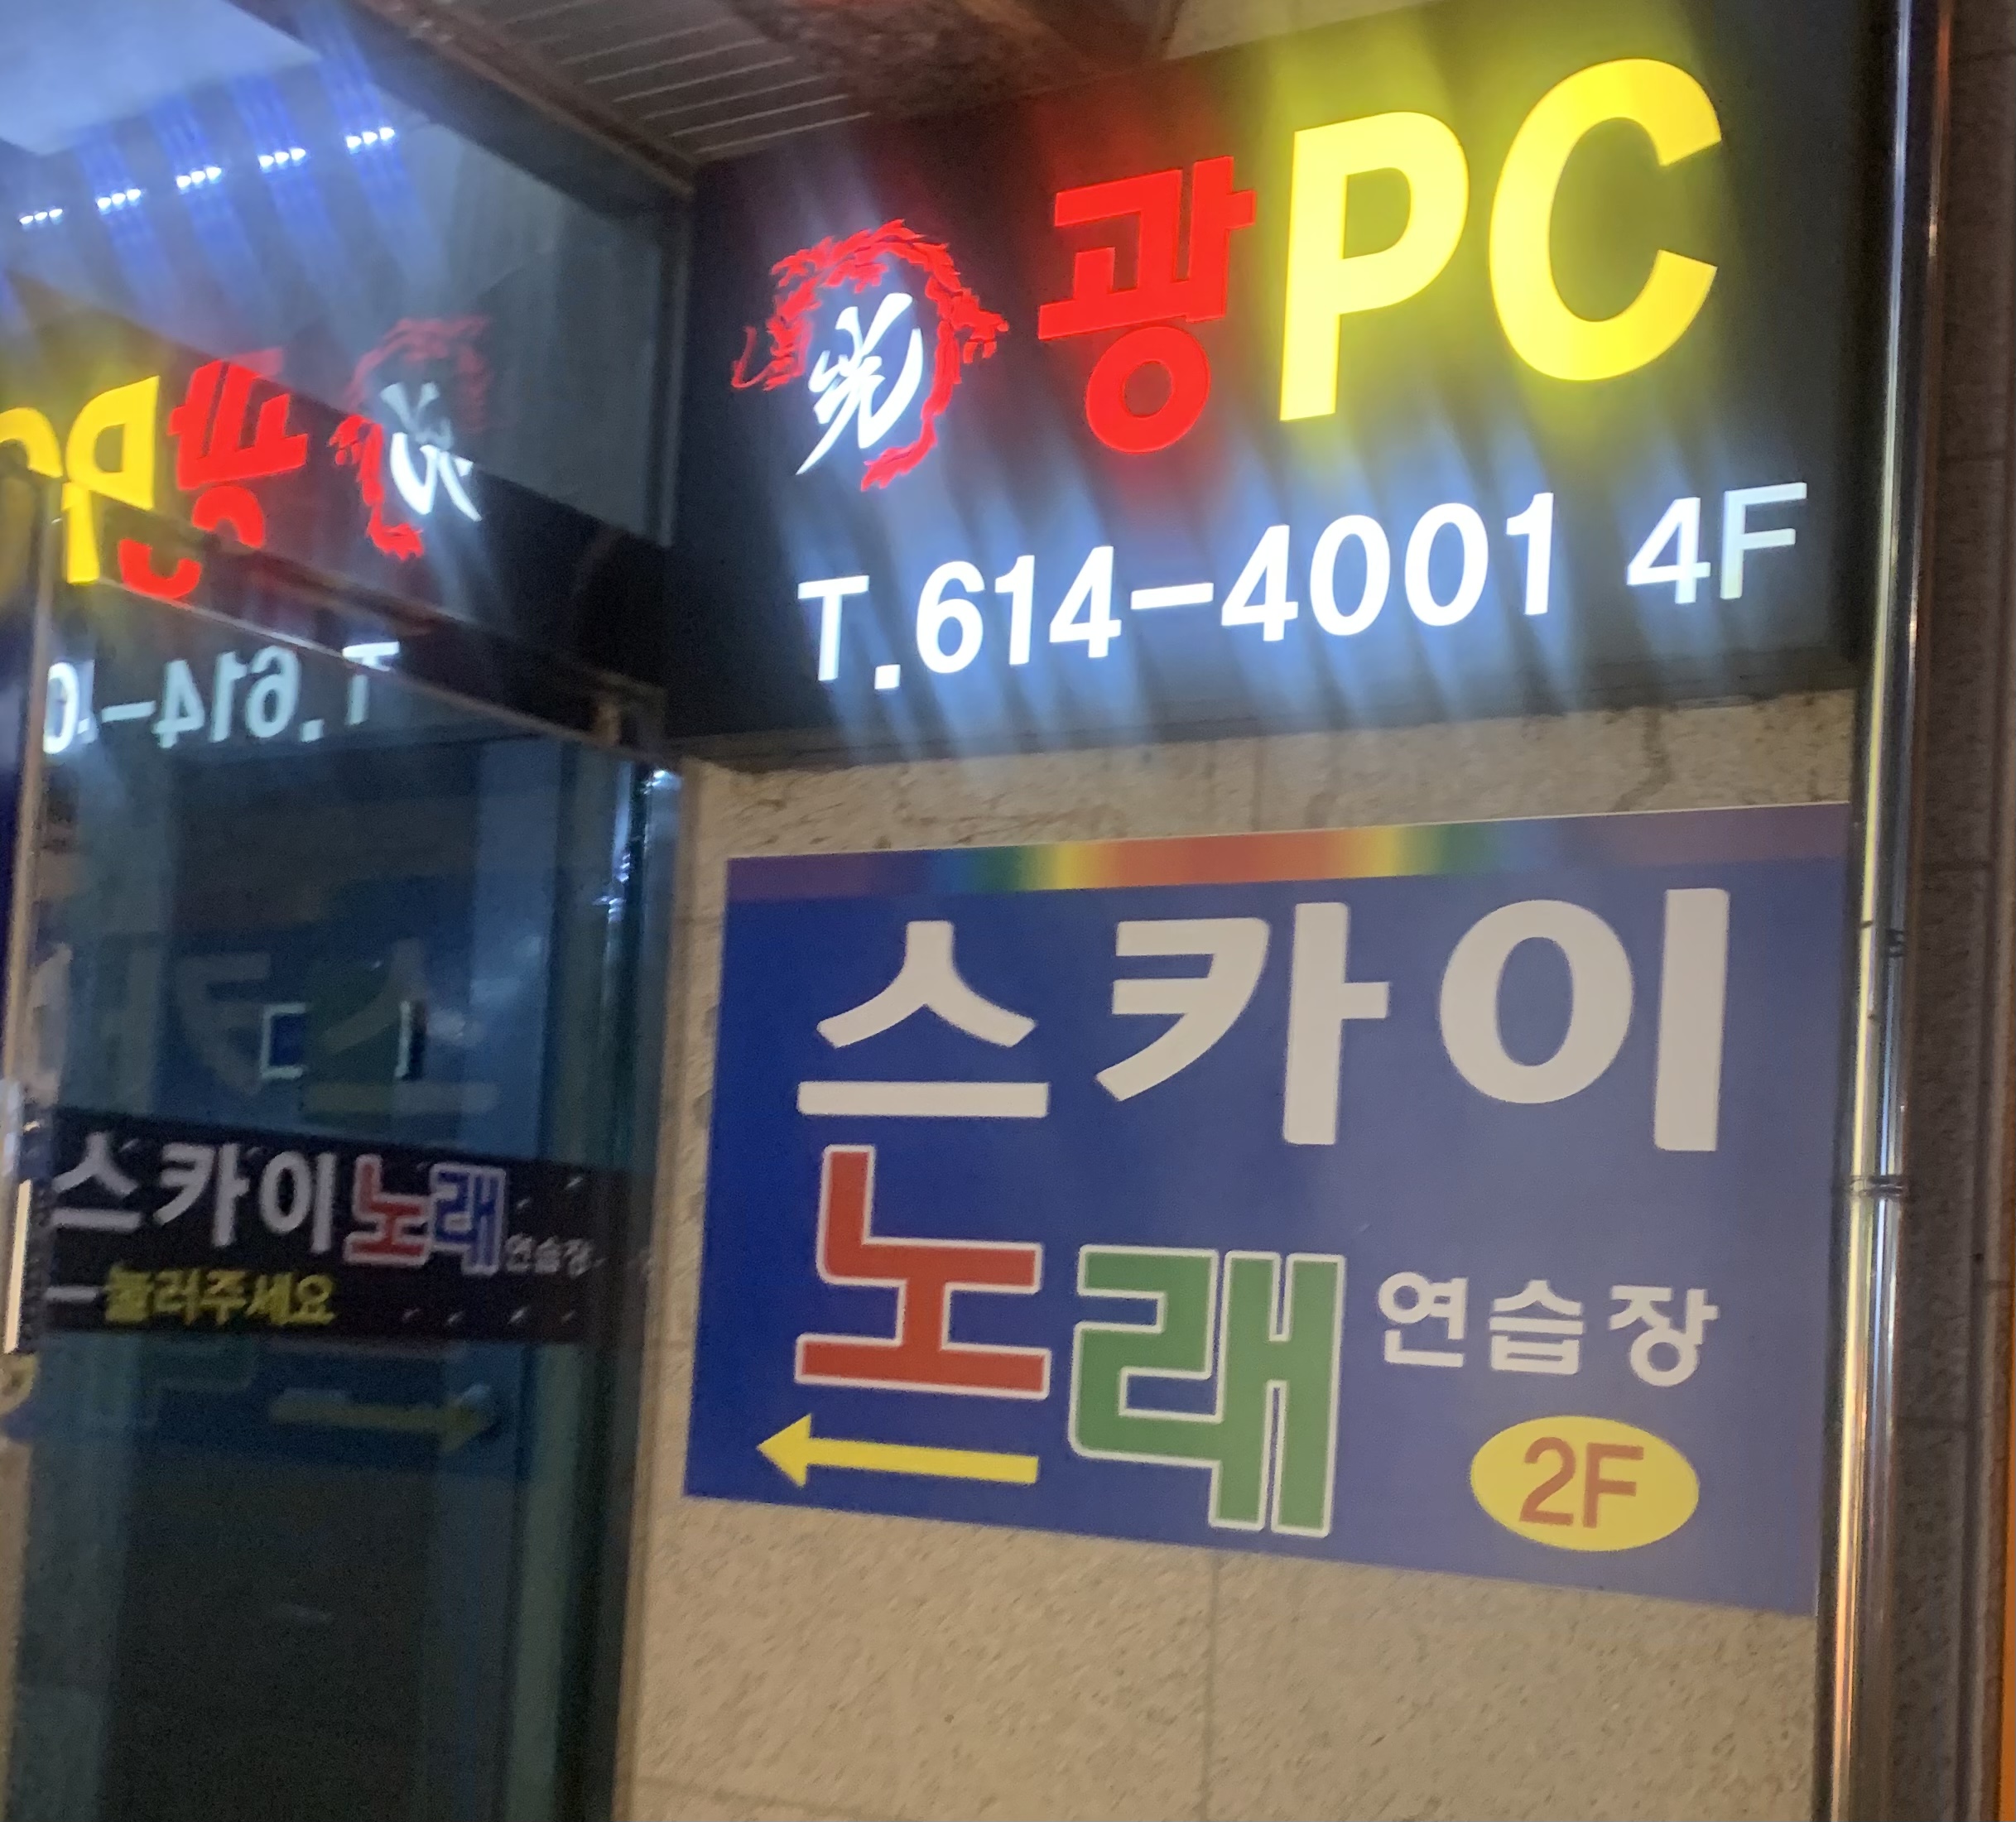 光 광PC
T.614-4001 4F
스카이
노래 연습장
2F
스카이노래연습장
눌러주세요